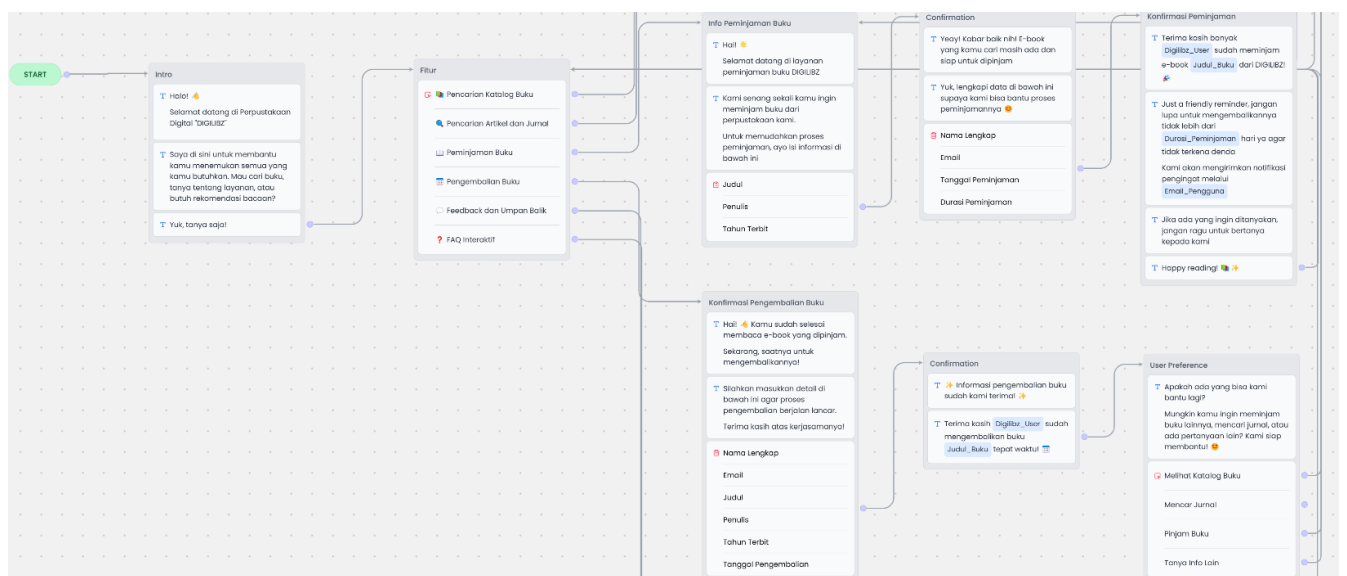 START
Intro
Halo! 👋
Selamat datang di Perpustakaan
Digital "DIGILIBZ"
Saya di sini untuk membantu
kamu menemukan semua yang
kamu butuhkan. Mau cari buku,
tanya tentang layanan, atau
butuh rekomendasi bacaan?
Yuk, tanya saja!
Fitur
📚 Pencarian Katalog Buku
🔍 Pencarian Artikel dan Jurnal
📖 Peminjaman Buku
📅 Pengembalian Buku
💬 Feedback dan Umpan Balik
❓ FAQ Interaktif
Info Peminjaman Buku
Hai! 🌟
Selamat datang di layanan
peminjaman buku DIGILIBZ
Kami senang sekali kamu ingin
meminjam buku dari
perpustakaan kami.
Untuk memudahkan proses
peminjaman, ayo isi informasi di
bawah ini
Judul
Penulis
Tahun Terbit
Confirmation
Yeay! Kabar baik nih! E-book
yang kamu cari masih ada dan
siap untuk dipinjam
Yuk, lengkapi data di bawah ini
supaya kami bisa bantu proses
peminjamannya 😊
Nama Lengkap
Email
Tanggal Peminjaman
Durasi Peminjaman
Konfirmasi Peminjaman
Terima kasih banyak
Digilibz_User sudah meminjam
e-book Judul_Buku dari DIGILIBZ!
🎉
Just a friendly reminder, jangan
lupa untuk mengembalikannya
tidak lebih dari
Durasi_Peminjaman hari ya agar
tidak terkena denda
Kami akan mengirimkan notifikasi
pengingat melalui
Email_Pengguna
Jika ada yang ingin ditanyakan,
jangan ragu untuk bertanya
kepada kami
Happy reading! 📚 ✨
Konfirmasi Pengembalian Buku
Hai! 👋 Kamu sudah selesai
membaca e-book yang dipinjam.
Sekarang, saatnya untuk
mengembalikannya!
Silahkan masukkan detail di
bawah ini agar proses
pengembalian berjalan lancar.
Terima kasih atas kerjasamanya!
Nama Lengkap
Email
Judul
Penulis
Tahun Terbit
Tanggal Pengembalian
Confirmation
✨ Informasi pengembalian buku
sudah kami terima! ✨
Terima kasih Digilibz_User sudah
mengembalikan buku
Judul_Buku tepat waktu! 📅
User Preference
Apakah ada yang bisa kami
bantu lagi?
Mungkin kamu ingin meminjam
buku lainnya, mencari jurnal, atau
ada pertanyaan lain? Kami siap
membantu! 😊
Melihat Katalog Buku
Mencar Jurnal
Pinjam Buku
Tanya Info Lain